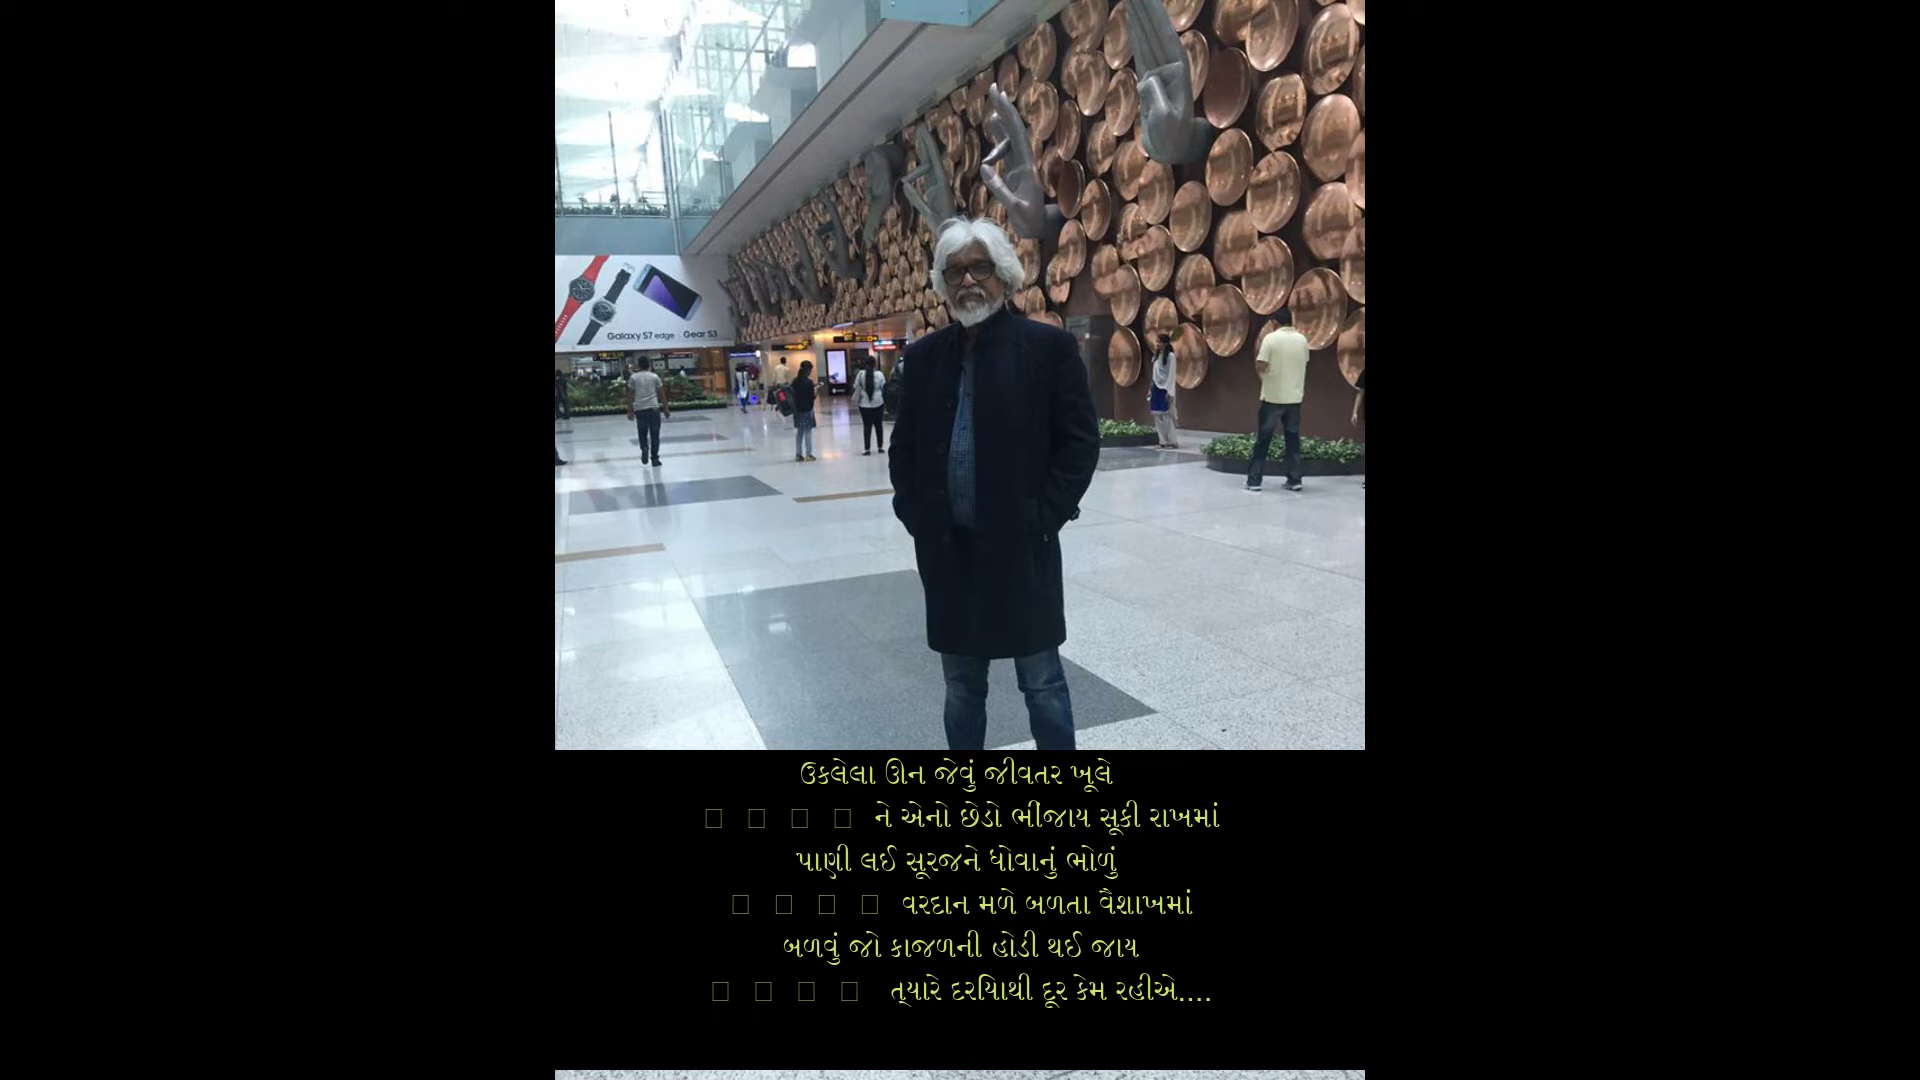 Galaxy S7 edge Gear S3
ઉકલેલા ઊન જેવું જીવતર ખૂલે
ને એનો છેડો ભીંજાય સૂકી રાખમાં
પાણી લઈ સૂરજને ધોવાનું ભોળું
વરદાન મળે બળતા વૈશાખમાં
બળવું જો કાજળની હોડી થઈ જાય
ત્યારે દરિયાથી દૂર કેમ રહીએ....